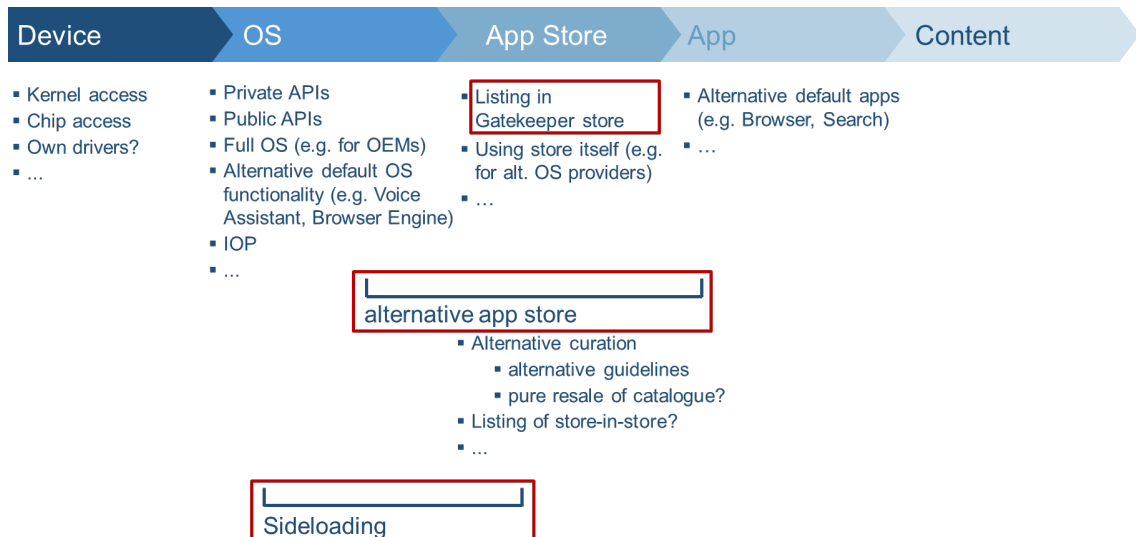 Device
OS
App Store
App
Content
▪ Kernel access
▪ Chip access
▪ Own drivers?
▪ ...
▪ Private APIs
▪ Public APIs
▪ Full OS (e.g. for OEMs)
▪ Alternative default OS
functionality (e.g. Voice
Assistant, Browser Engine)
▪ IOP
▪ ...
▪ Listing in
Gatekeeper store
▪ Using store itself (e.g.
for alt. OS providers)
▪ …
▪ Alternative default apps
(e.g. Browser, Search)
▪ …
alternative app store
▪ Alternative curation
▪ alternative guidelines
▪ pure resale of catalogue?
▪ Listing of store-in-store?
▪ ...
Sideloading